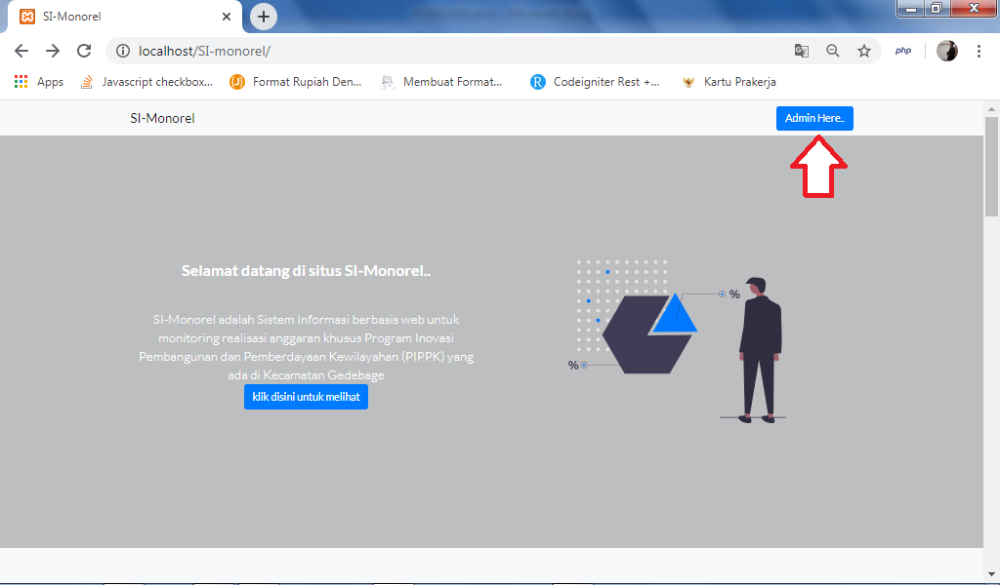 SI-Monorel
localhost/SI-monorel/
php
Apps
Javascript checkbox...
Format Rupiah Den...
Membuat Format...
Codeigniter Rest +...
Kartu Prakerja
SI-Monorel
Admin Here..
Selamat datang di situs SI-Monorel..
SI-Monorel adalah Sistem Informasi berbasis web untuk
monitoring realisasi anggaran khusus Program Inovasi
Pembangunan dan Pemberdayaan Kewilayahan (PIPPK) yang
ada di Kecamatan Gedebage
klik disini untuk melihat
%
%